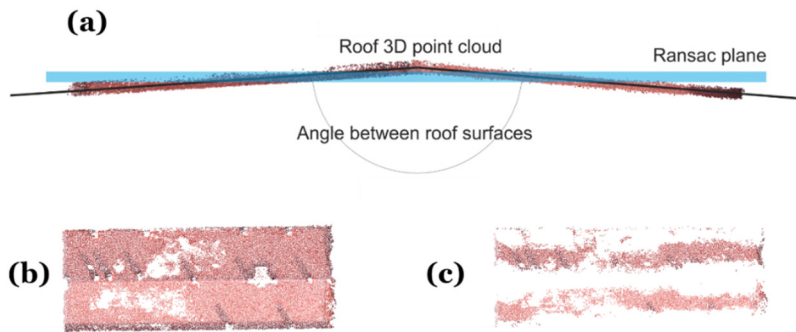 (a)
Roof 3D point cloud
Ransac plane
Angle between roof surfaces
(b)
(c)